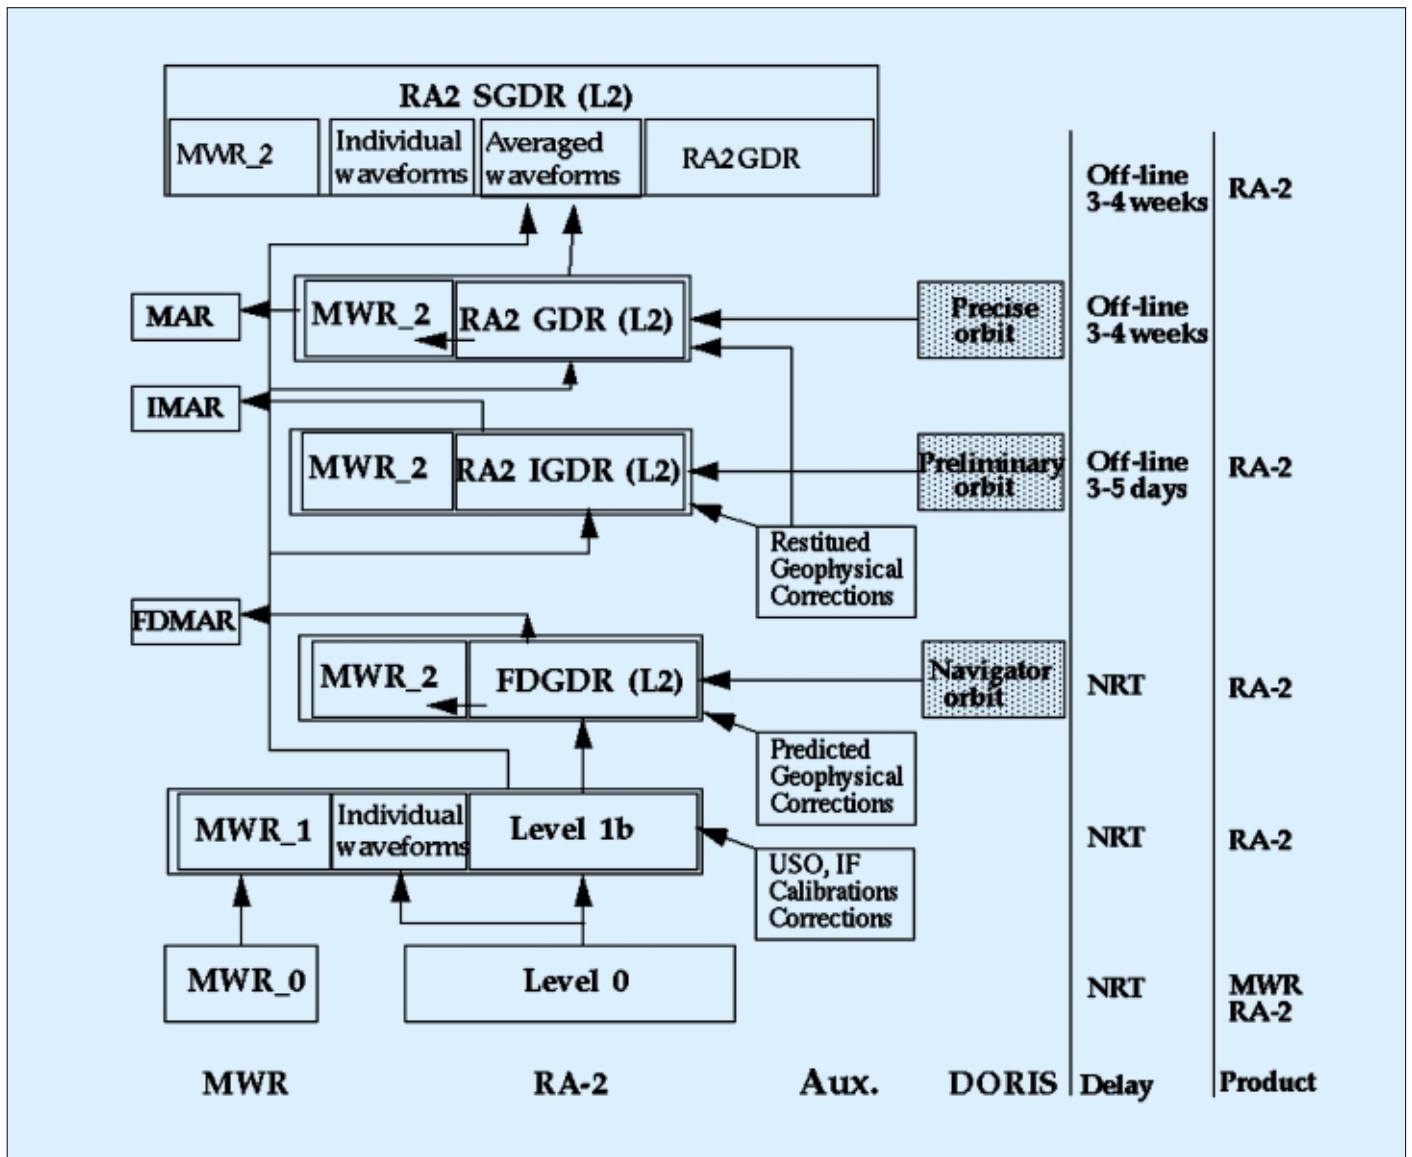 RA2 SGDR (L2)
MWR_2
Individual
waveforms
Averaged
waveforms
RA2GDR
Off-line
3-4 weeks
RA-2
MAR
MWR_2
RA2 GDR (L2)
Precise
orbit
Off-line
3-4 weeks
IMAR
MWR_2
RA2 IGDR (L2)
Preliminary
orbit
Off-line
3-5 days
RA-2
Restitued
Geophysical
Corrections
FDMAR
MWR_2
FDGDR (L2)
Navigator
orbit
NRT
RA-2
Predicted
Geophysical
Corrections
MWR_1
Individual
waveforms
Level 1b
NRT
RA-2
USO, IF
Calibrations
Corrections
MWR_0
Level 0
NRT
MWR
RA-2
MWR
RA-2
Aux.
DORIS
Delay
Product